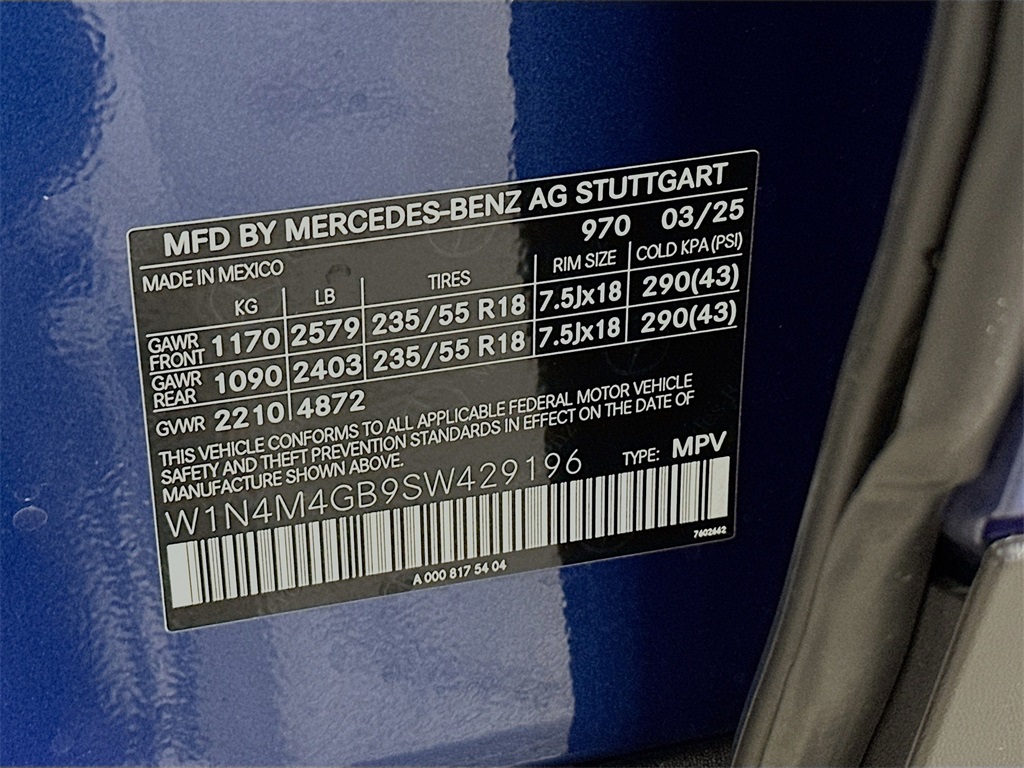 MFD BY MERCEDES-BENZ AG STUTTGART
970 03/25
MADE IN MEXICO
KG LB TIRES RIM SIZE COLD KPA (PSI)
GAWR FRONT 1170 2579 235/55 R18 7.5Jx18 290(43)
GAWR REAR 1090 2403 235/55 R18 7.5Jx18 290(43)
GVWR 2210 4872
THIS VEHICLE CONFORMS TO ALL APPLICABLE FEDERAL MOTOR VEHICLE
SAFETY AND THEFT PREVENTION STANDARDS IN EFFECT ON THE DATE OF
MANUFACTURE SHOWN ABOVE.
W1N4M4GB9SW429196 TYPE: MPV
7602662
A 000 817 54 04